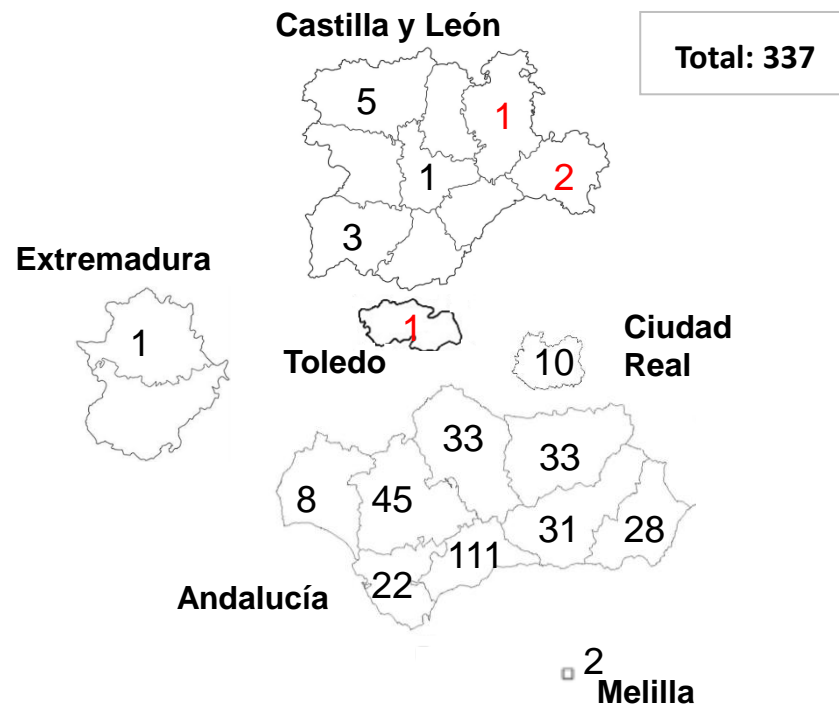 Castilla y León
Total: 337
5
1
1
2
3
Extremadura
1
1
Toledo
Ciudad
Real
10
33
33
8
45
31
28
111
22
Andalucía
2
Melilla